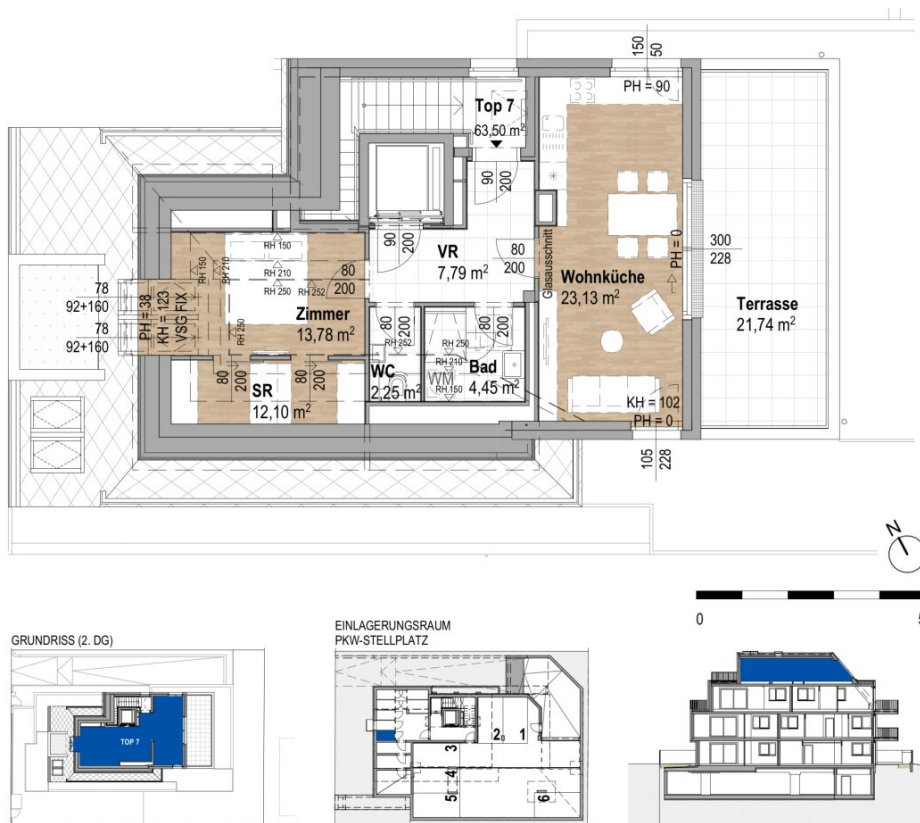 150
50
PH = 90
Top 7
63,50 m²
90
200
80
200
90
200
VR
7,79 m²
Glasausschnitt
Wohnküche
23,13 m²
PH = 0
300
228
Terrasse
21,74 m²
RH 150
RH 150
RH 210
RH 210
RH 250
RH 252
RH 250
80
200
Zimmer
13,78 m²
78
92+160
78
92+160
PH = 38
KH = 123
VSG FIX
80
200
80
200
SR
12,10 m²
80
200
RH 252
WC
2,25 m²
80
200
RH 250
RH 210
RH 150
WM
Bad
4,45 m²
KH = 102
PH = 0
105
228
N
0
5
GRUNDRISS (2. DG)
TOP 7
EINLAGERUNGSRAUM
PKW-STELLPLATZ
1
2
3
4
5
6